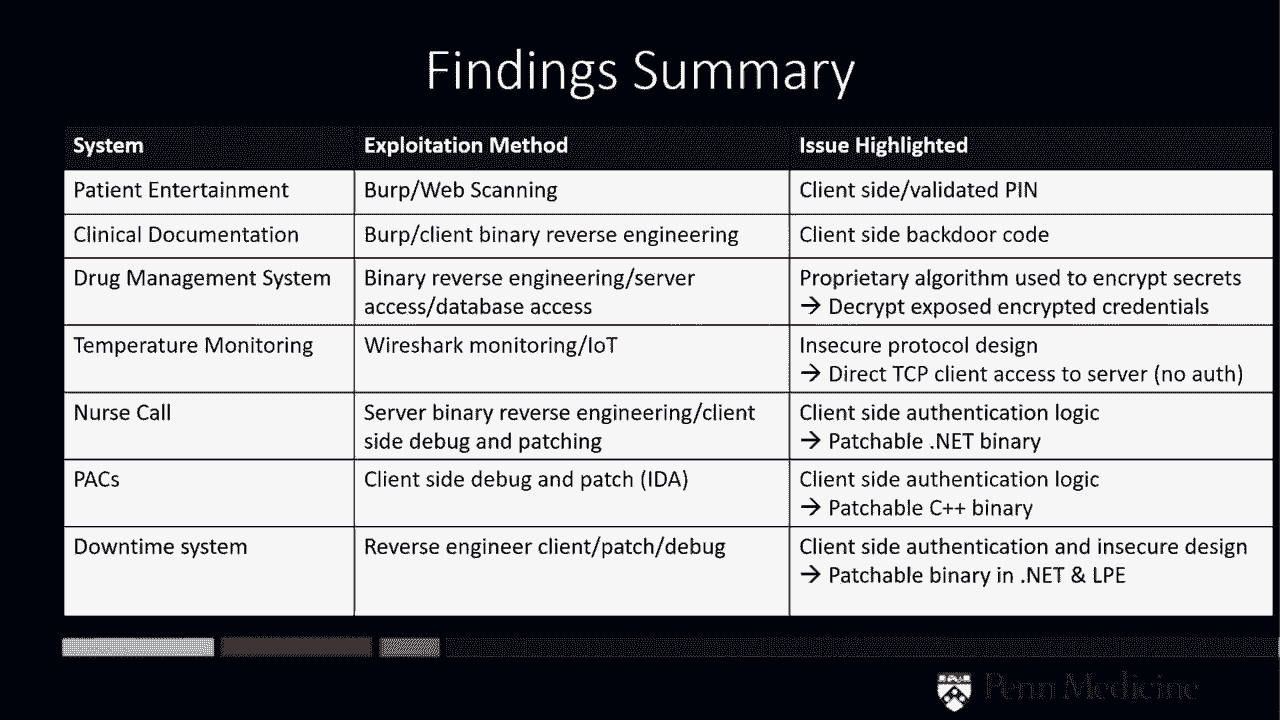 Findings Summary
System Exploitation Method Issue Highlighted
Patient Entertainment Burp/Web Scanning Client side/validated PIN
Clinical Documentation Burp/client binary reverse engineering Client side backdoor code
Drug Management System Binary reverse engineering/server Proprietary algorithm used to encrypt secrets
access/database access → Decrypt exposed encrypted credentials
Temperature Monitoring Wireshark monitoring/IoT Insecure protocol design
→ Direct TCP client access to server (no auth)
Nurse Call Server binary reverse engineering/client Client side authentication logic
side debug and patching → Patchable .NET binary
PACs Client side debug and patch (IDA) Client side authentication logic
→ Patchable C++ binary
Downtime system Reverse engineer client/patch/debug Client side authentication and insecure design
→ Patchable binary in .NET & LPE
Penn Medicine